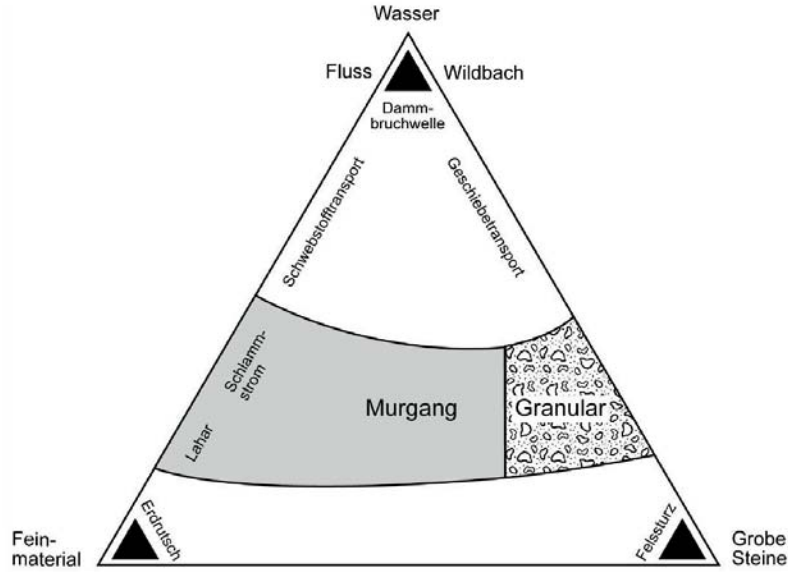 Wasser
Fluss
Wildbach
Damm-
bruchwelle
Schwebstofftransport
Geschiebetransport
Schlamm-
strom
Lahar
Murgang
Granular
Fein-
material
Erdrutsch
Felssturz
Grobe
Steine